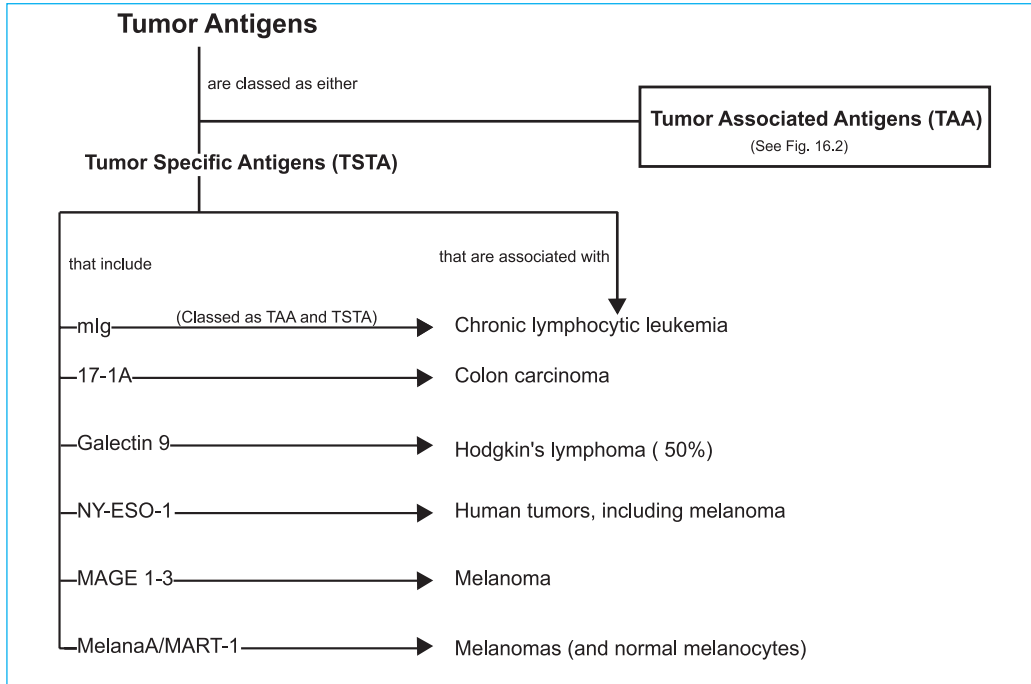 Tumor Antigens
are classed as either
Tumor Associated Antigens (TAA)
(See Fig. 16.2)
Tumor Specific Antigens (TSTA)
that include
that are associated with
mIg
(Classed as TAA and TSTA)
Chronic lymphocytic leukemia
17-1A
Colon carcinoma
Galectin 9
Hodgkin's lymphoma ( 50%)
NY-ESO-1
Human tumors, including melanoma
MAGE 1-3
Melanoma
MelanaA/MART-1
Melanomas (and normal melanocytes)